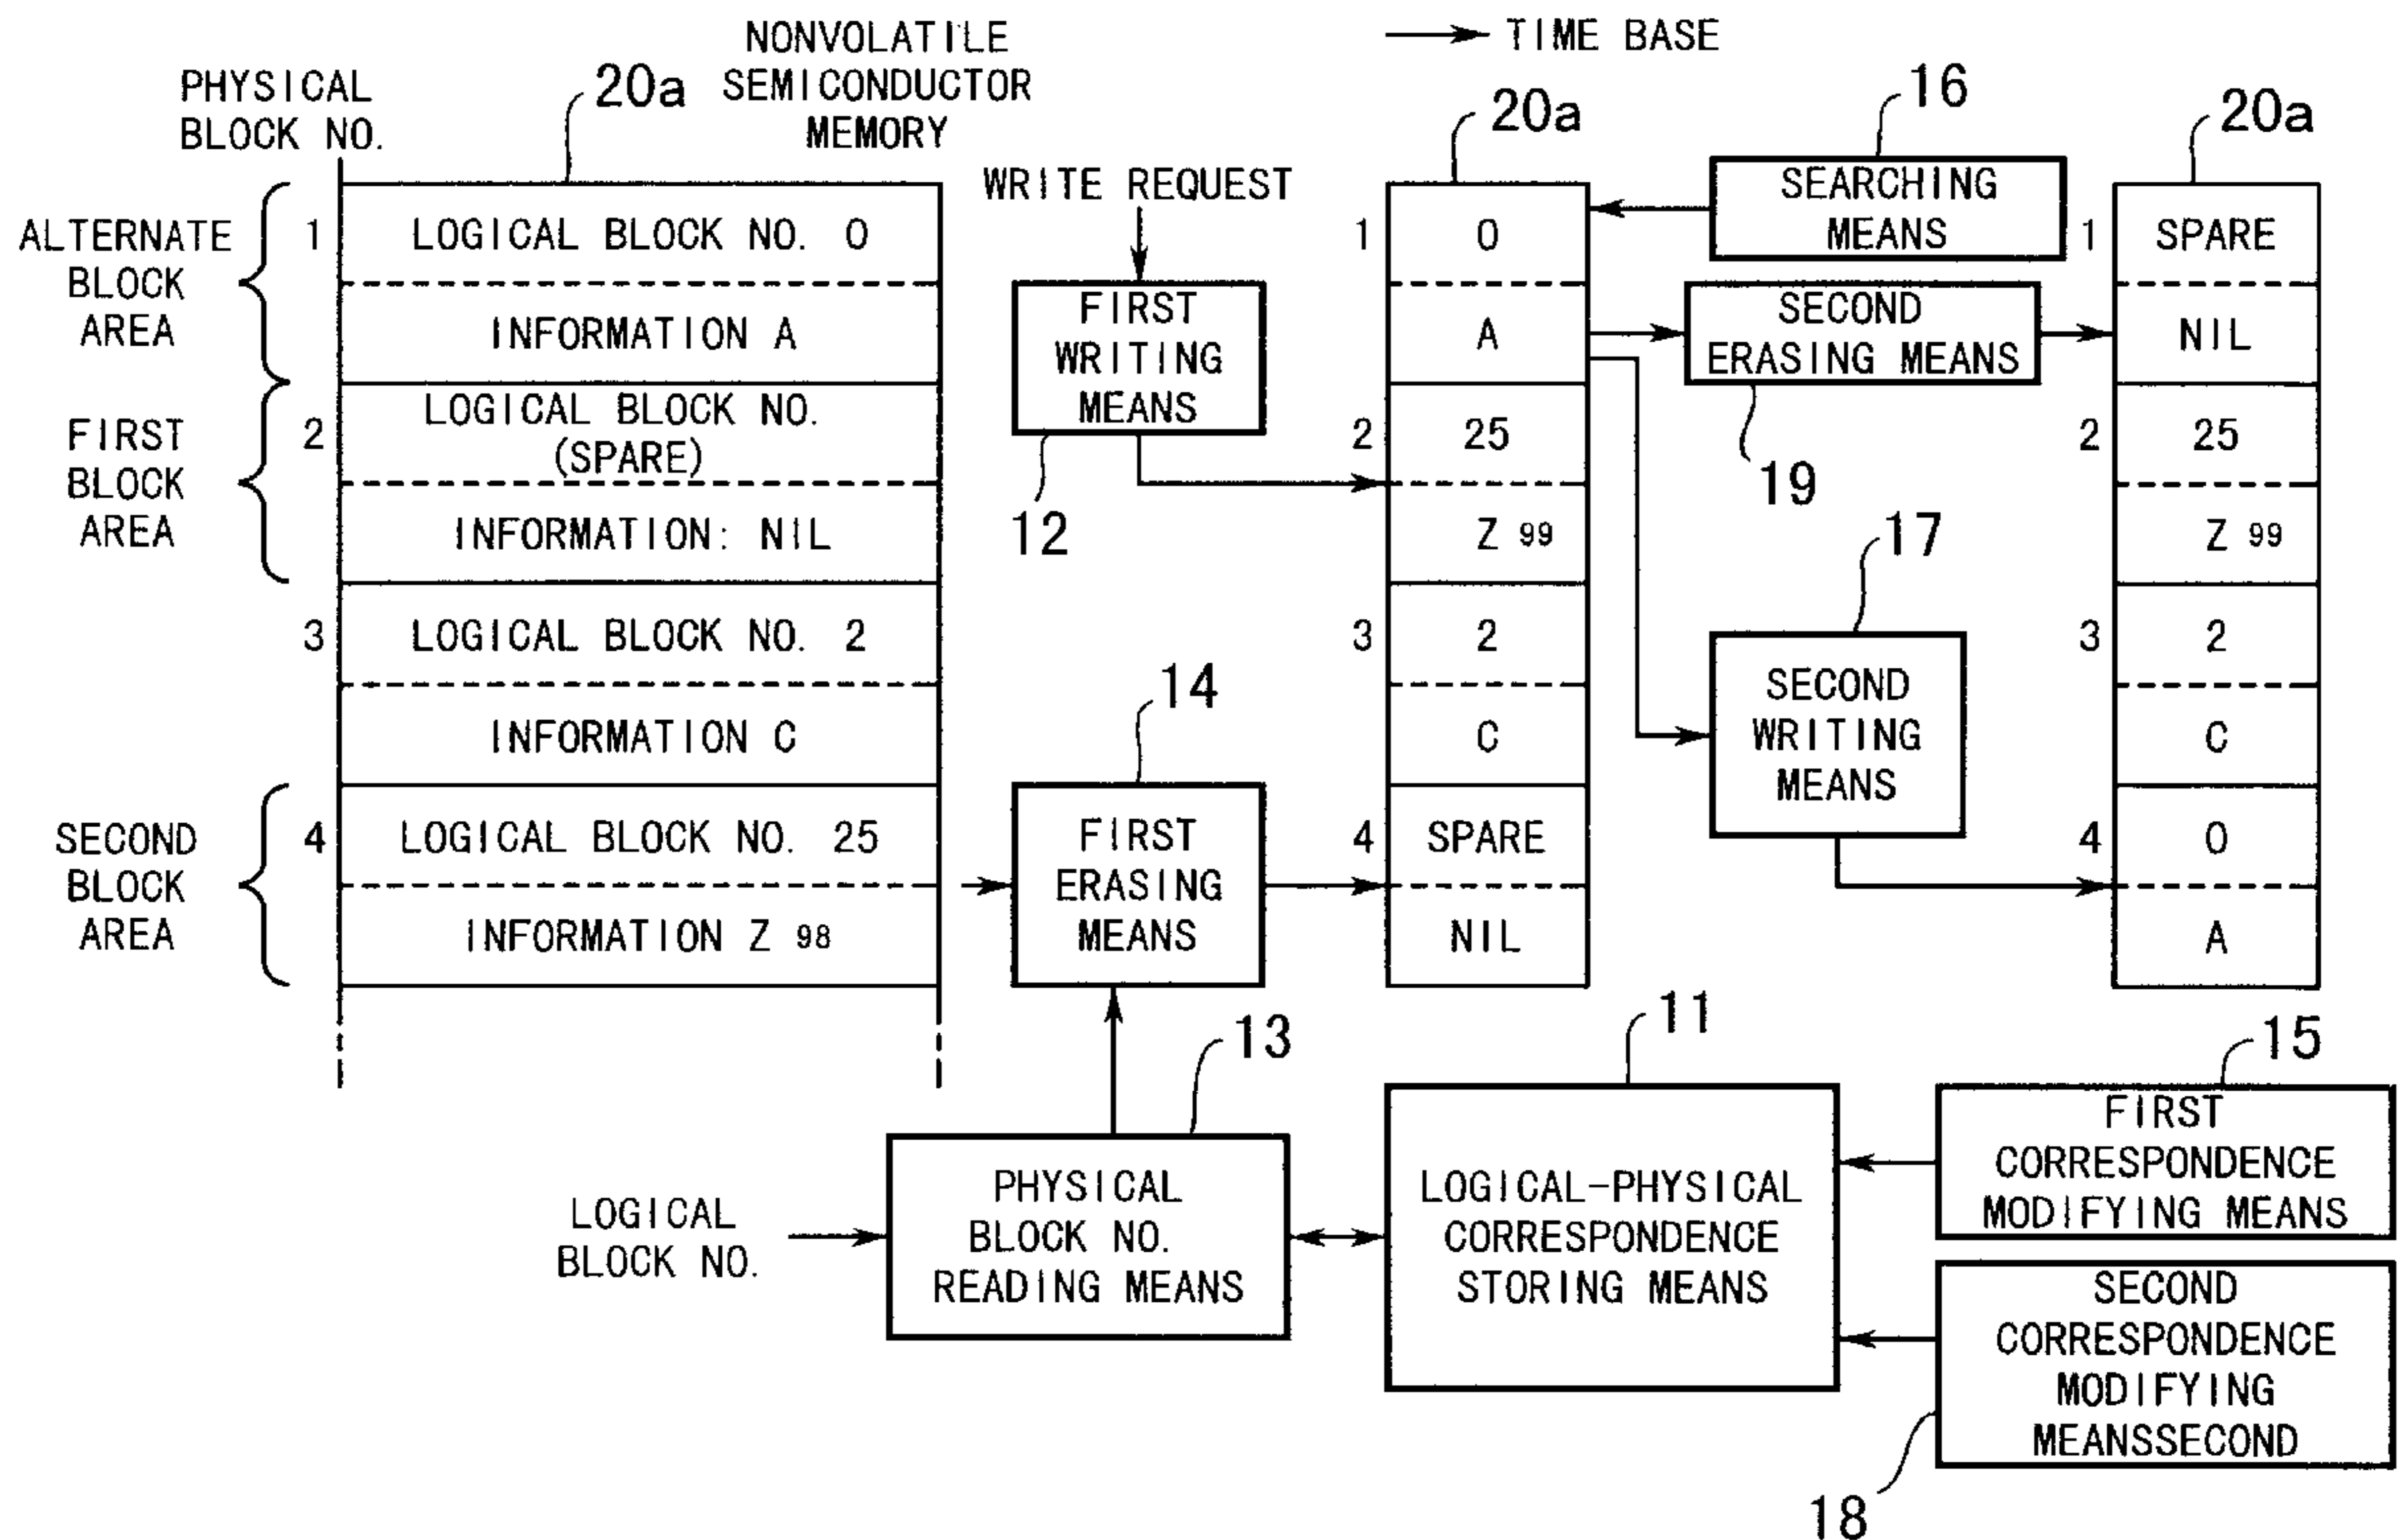 NONVOLATILE
SEMICONDUCTOR
MEMORY
TIME BASE
PHYSICAL
BLOCK NO.
20a
20a
16
20a
WRITE REQUEST
SEARCHING
MEANS
ALTERNATE
BLOCK
AREA
1
LOGICAL BLOCK NO. 0
INFORMATION A
FIRST
WRITING
MEANS
12
1
0
A
SECOND
ERASING MEANS
19
1
SPARE
NIL
FIRST
BLOCK
AREA
2
LOGICAL BLOCK NO.
(SPARE)
INFORMATION: NIL
2
25
Z 99
2
25
Z 99
3
LOGICAL BLOCK NO. 2
INFORMATION C
3
2
C
17
SECOND
WRITING
MEANS
3
2
C
SECOND
BLOCK
AREA
4
LOGICAL BLOCK NO. 25
INFORMATION Z 98
14
FIRST
ERASING
MEANS
4
SPARE
NIL
4
0
A
13
11
15
LOGICAL
BLOCK NO.
PHYSICAL
BLOCK NO.
READING MEANS
LOGICAL-PHYSICAL
CORRESPONDENCE
STORING MEANS
FIRST
CORRESPONDENCE
MODIFYING MEANS
SECOND
CORRESPONDENCE
MODIFYING
MEANSSECOND
18